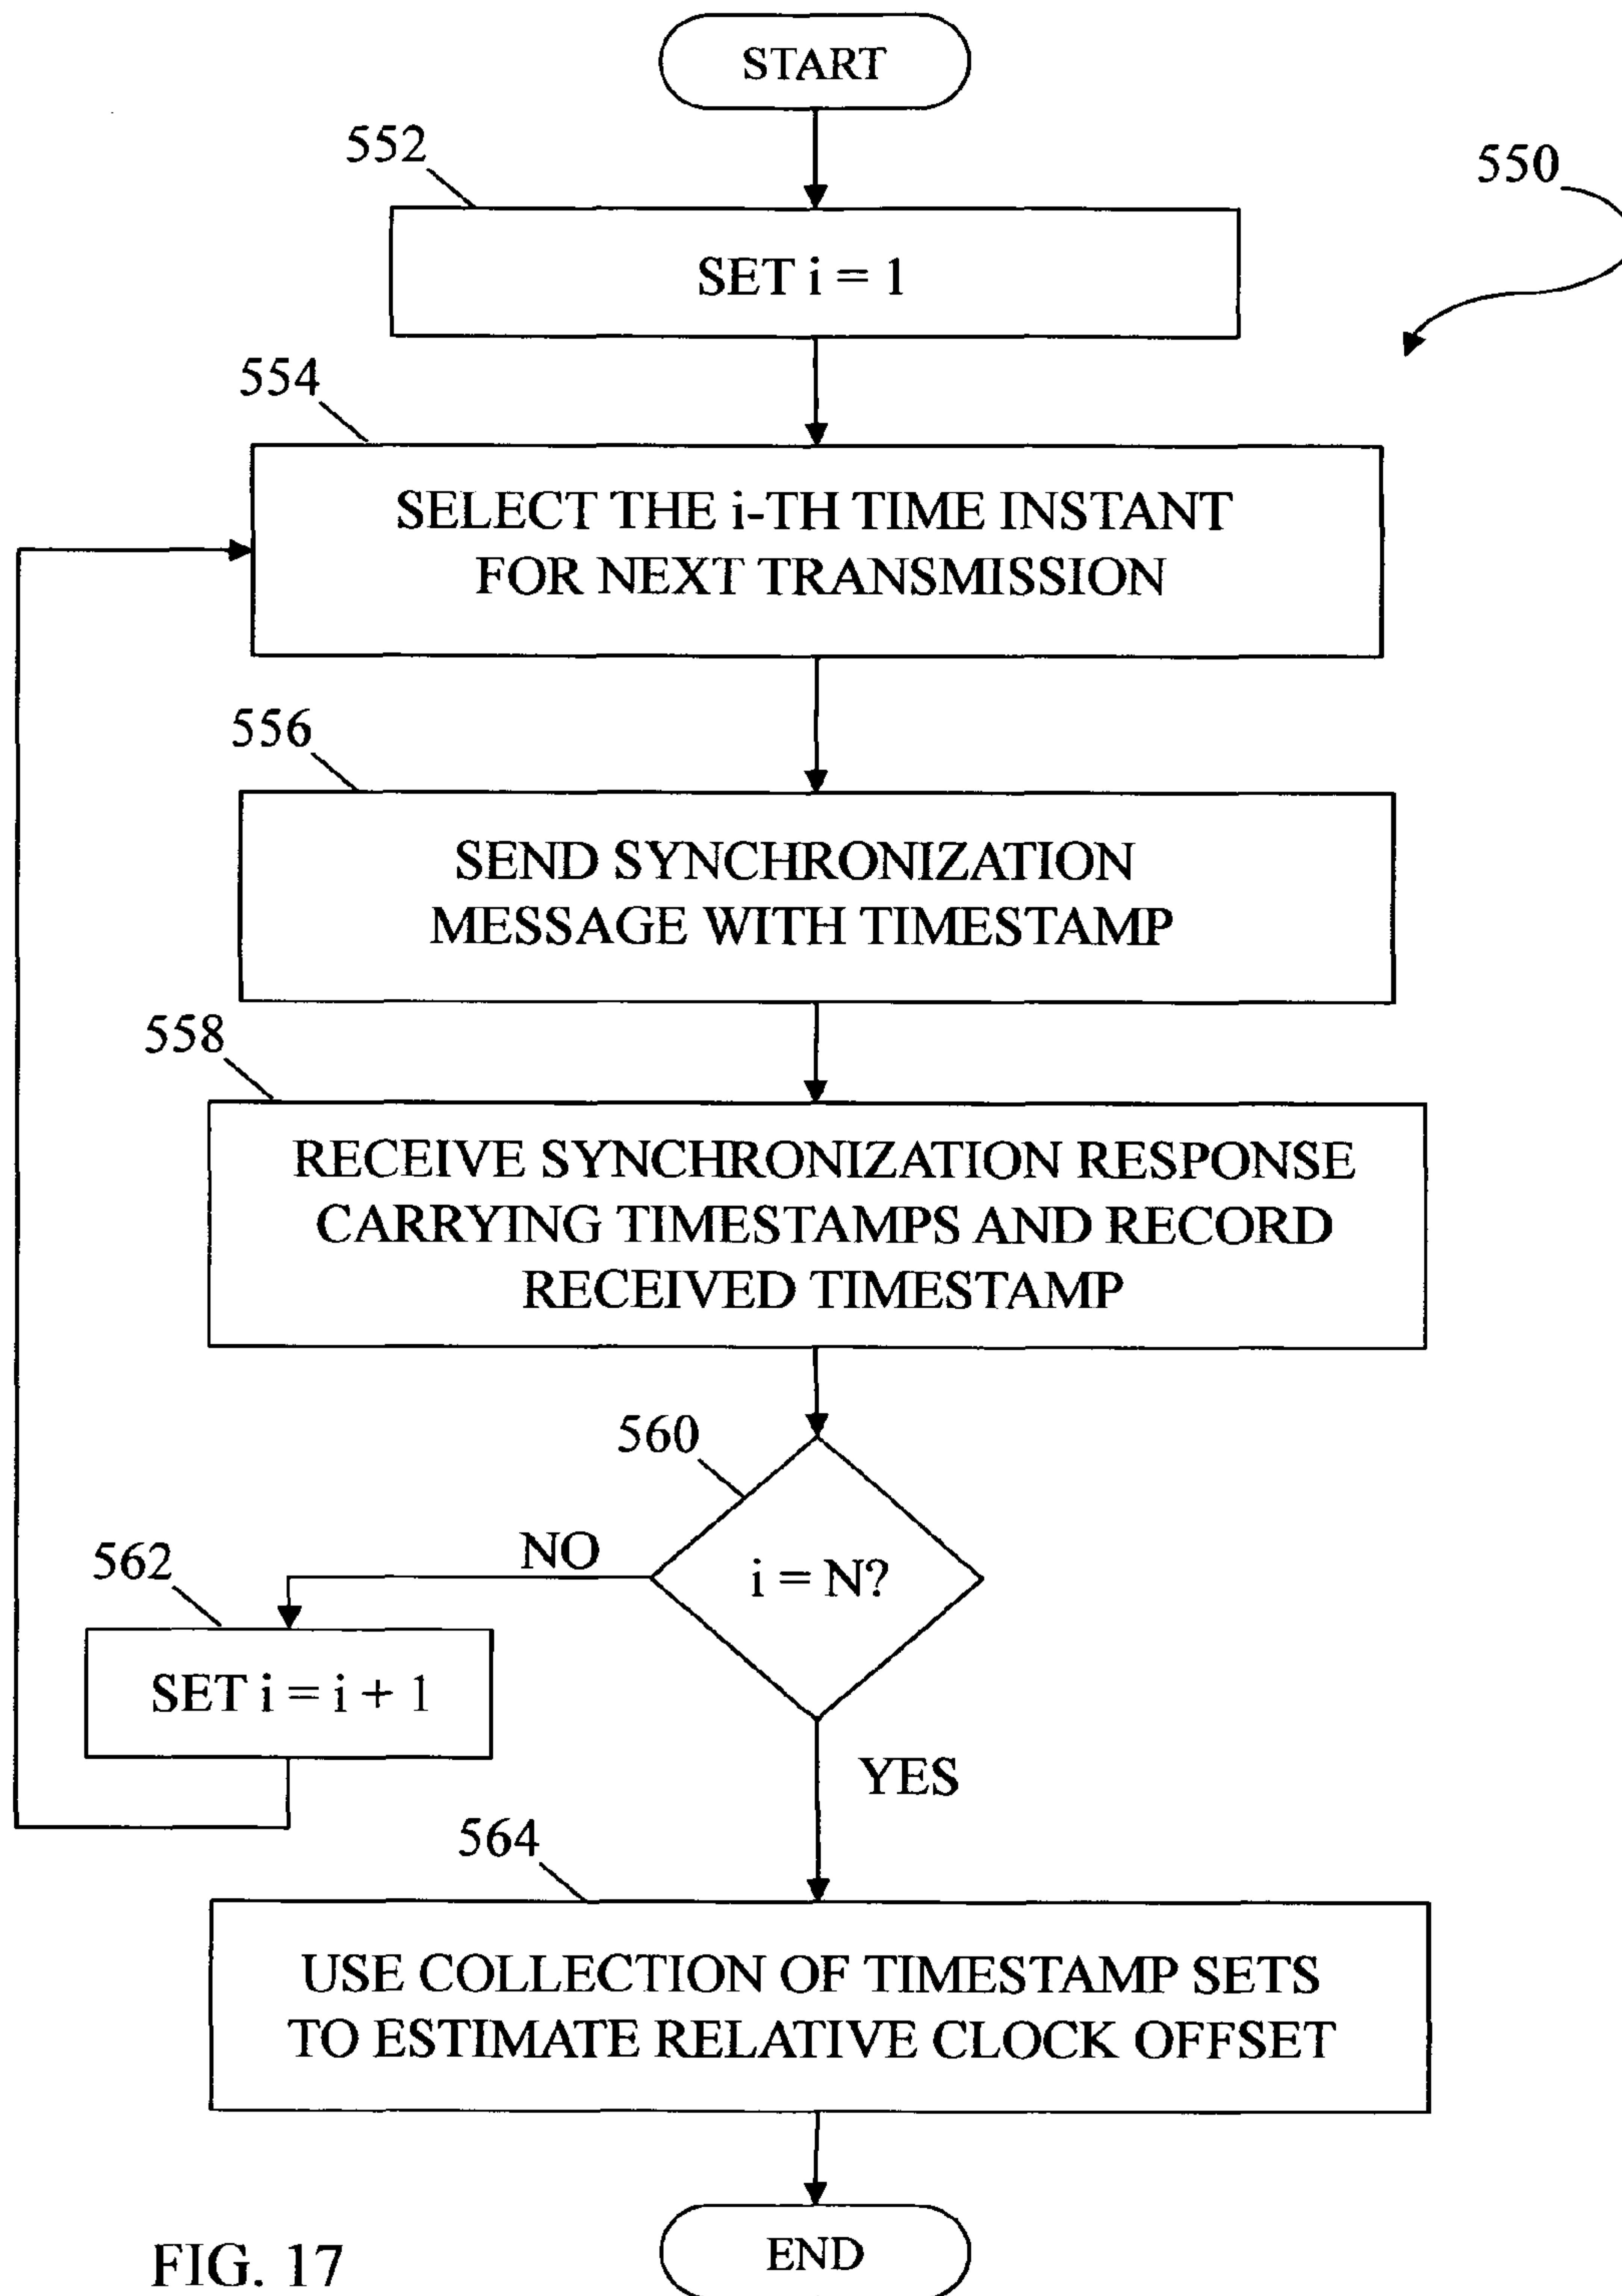 START
552
550
SET i = 1
554
SELECT THE i-TH TIME INSTANT
FOR NEXT TRANSMISSION
556
SEND SYNCHRONIZATION
MESSAGE WITH TIMESTAMP
558
RECEIVE SYNCHRONIZATION RESPONSE
CARRYING TIMESTAMPS AND RECORD
RECEIVED TIMESTAMP
560
NO
i = N?
562
SET i = i + 1
YES
564
USE COLLECTION OF TIMESTAMP SETS
TO ESTIMATE RELATIVE CLOCK OFFSET
END
FIG. 17